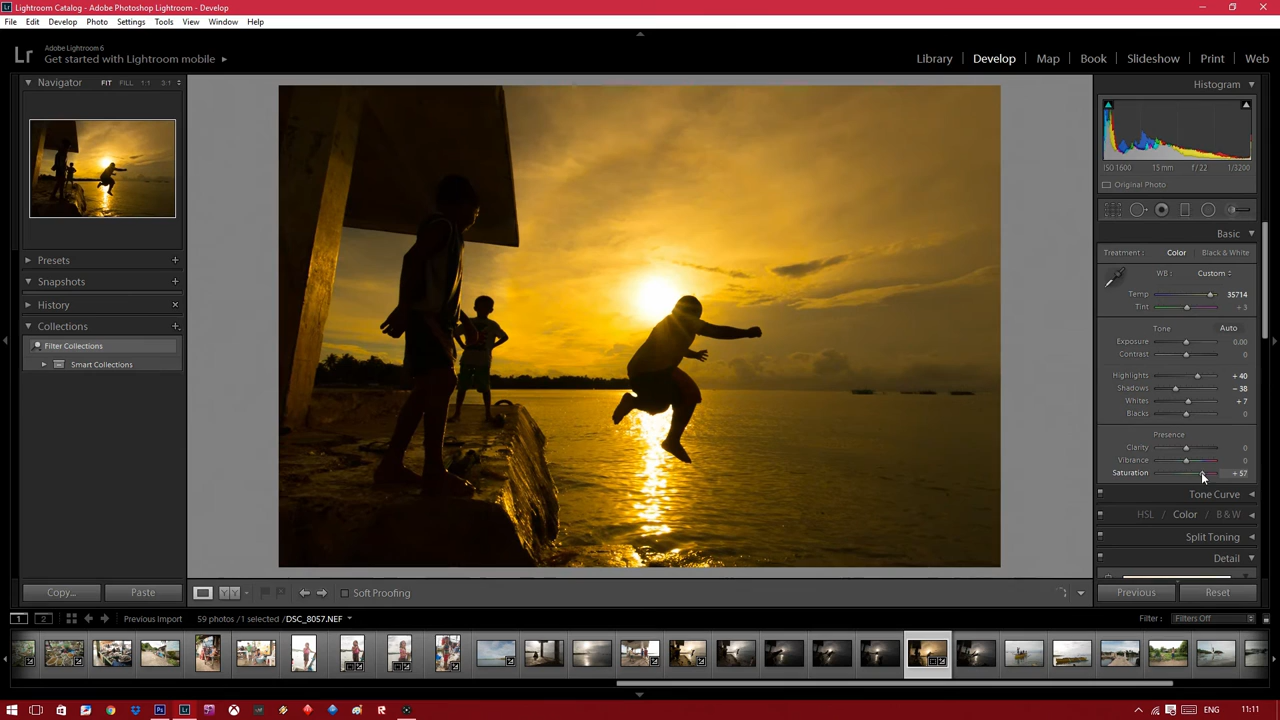 Lightroom Catalog - Adobe Photoshop Lightroom - Develop
File Edit Develop Photo Settings Tools View Window Help
Lr
Adobe Lightroom 6
Get started with Lightroom mobile
Library | Develop | Map | Book | Slideshow | Print | Web
Navigator FIT FILL 1:1 3:1
Presets
Snapshots
History
Collections
Filter Collections
Smart Collections
Copy... Paste
Soft Proofing
Histogram
ISO 1600 15 mm f / 22 1/3200
Original Photo
Basic
Treatment : Color Black & White
WB : Custom
Temp 35714
Tint + 3
Tone Auto
Exposure 0.00
Contrast 0
Highlights + 40
Shadows – 38
Whites + 7
Blacks 0
Presence
Clarity 0
Vibrance 0
Saturation + 57
Tone Curve
HSL / Color / B & W
Split Toning
Detail
Previous Reset
1 2 Previous Import 59 photos / 1 selected / DSC_8057.NEF
Filter : Filters Off
ENG 11:11